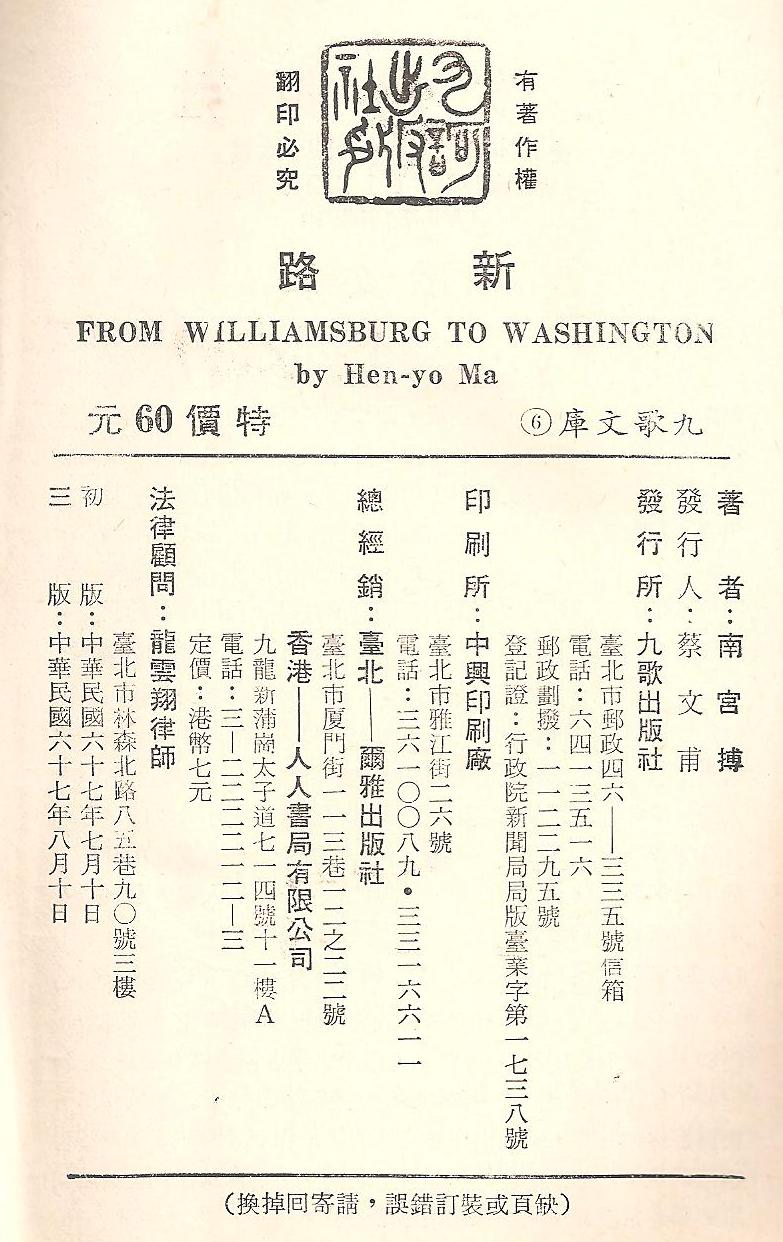 有著作權
九謌出版社印
翻印必究
新路
FROM WILLIAMSBURG TO WASHINGTON
by Hen-yo Ma
九歌文庫⑥
特價60元
著者:南宮搏
發行人:蔡文甫
發行所:九歌出版社
臺北市郵政四六——三三五號信箱
電話:六四一三五一六
郵政劃撥:一一二二九五號
登記證:行政院新聞局局版臺業字第一七三八號
印刷所:中興印刷廠
臺北市雅江街二六號
電話:三六一〇〇八九•三三一六六一一
總經銷:臺北——爾雅出版社
臺北市厦門街一一三巷一二之二二號
香港——人人書局有限公司
九龍新蒲崗太子道七一四號十一樓A
電話:三—二二二二一二—三
定價:港幣七元
法律顧問:龍雲翔律師
臺北市林森北路八五巷九〇號三樓
初版:中華民國六十七年七月十日
三版:中華民國六十七年八月十日
(缺頁或裝訂錯誤,請寄回掉換)